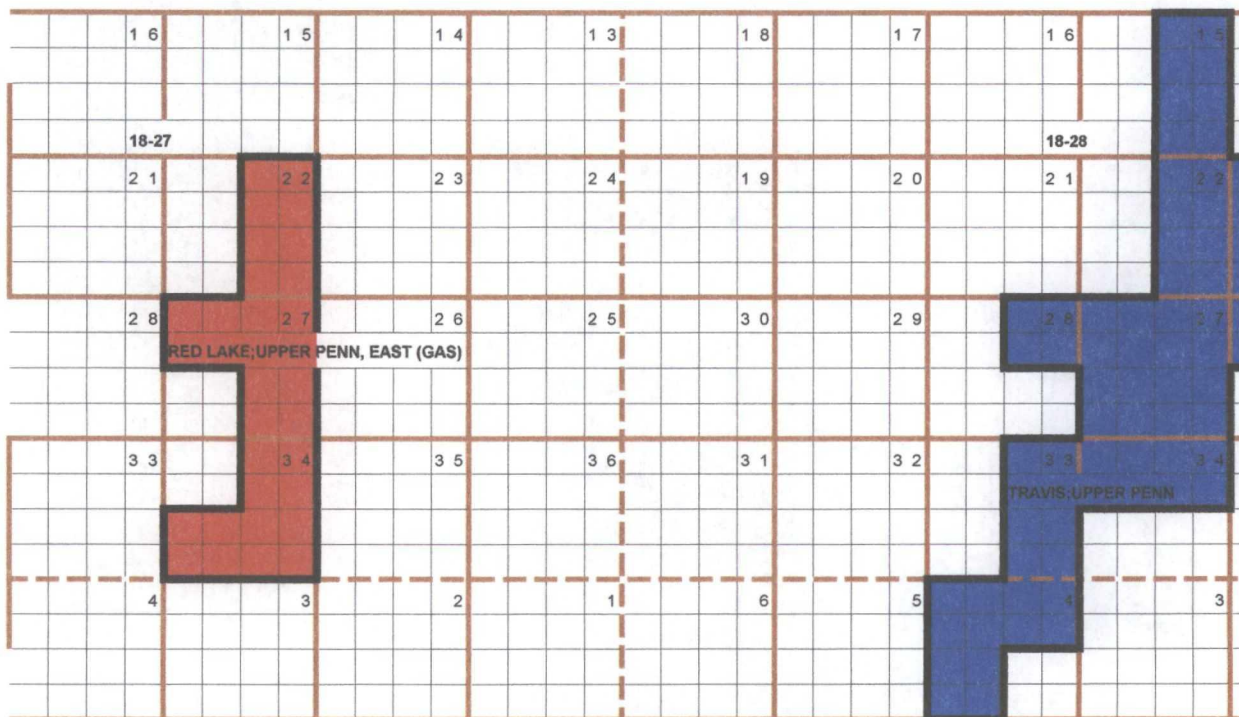 16 15 14 13 18 17 16 15
18-27 18-28
21 22 23 24 19 20 21 22
28 27 26 25 30 29 28 27
RED LAKE;UPPER PENN, EAST (GAS)
33 34 35 36 31 32 33 34
TRAVIS;UPPER PENN
4 3 2 1 6 5 4 3